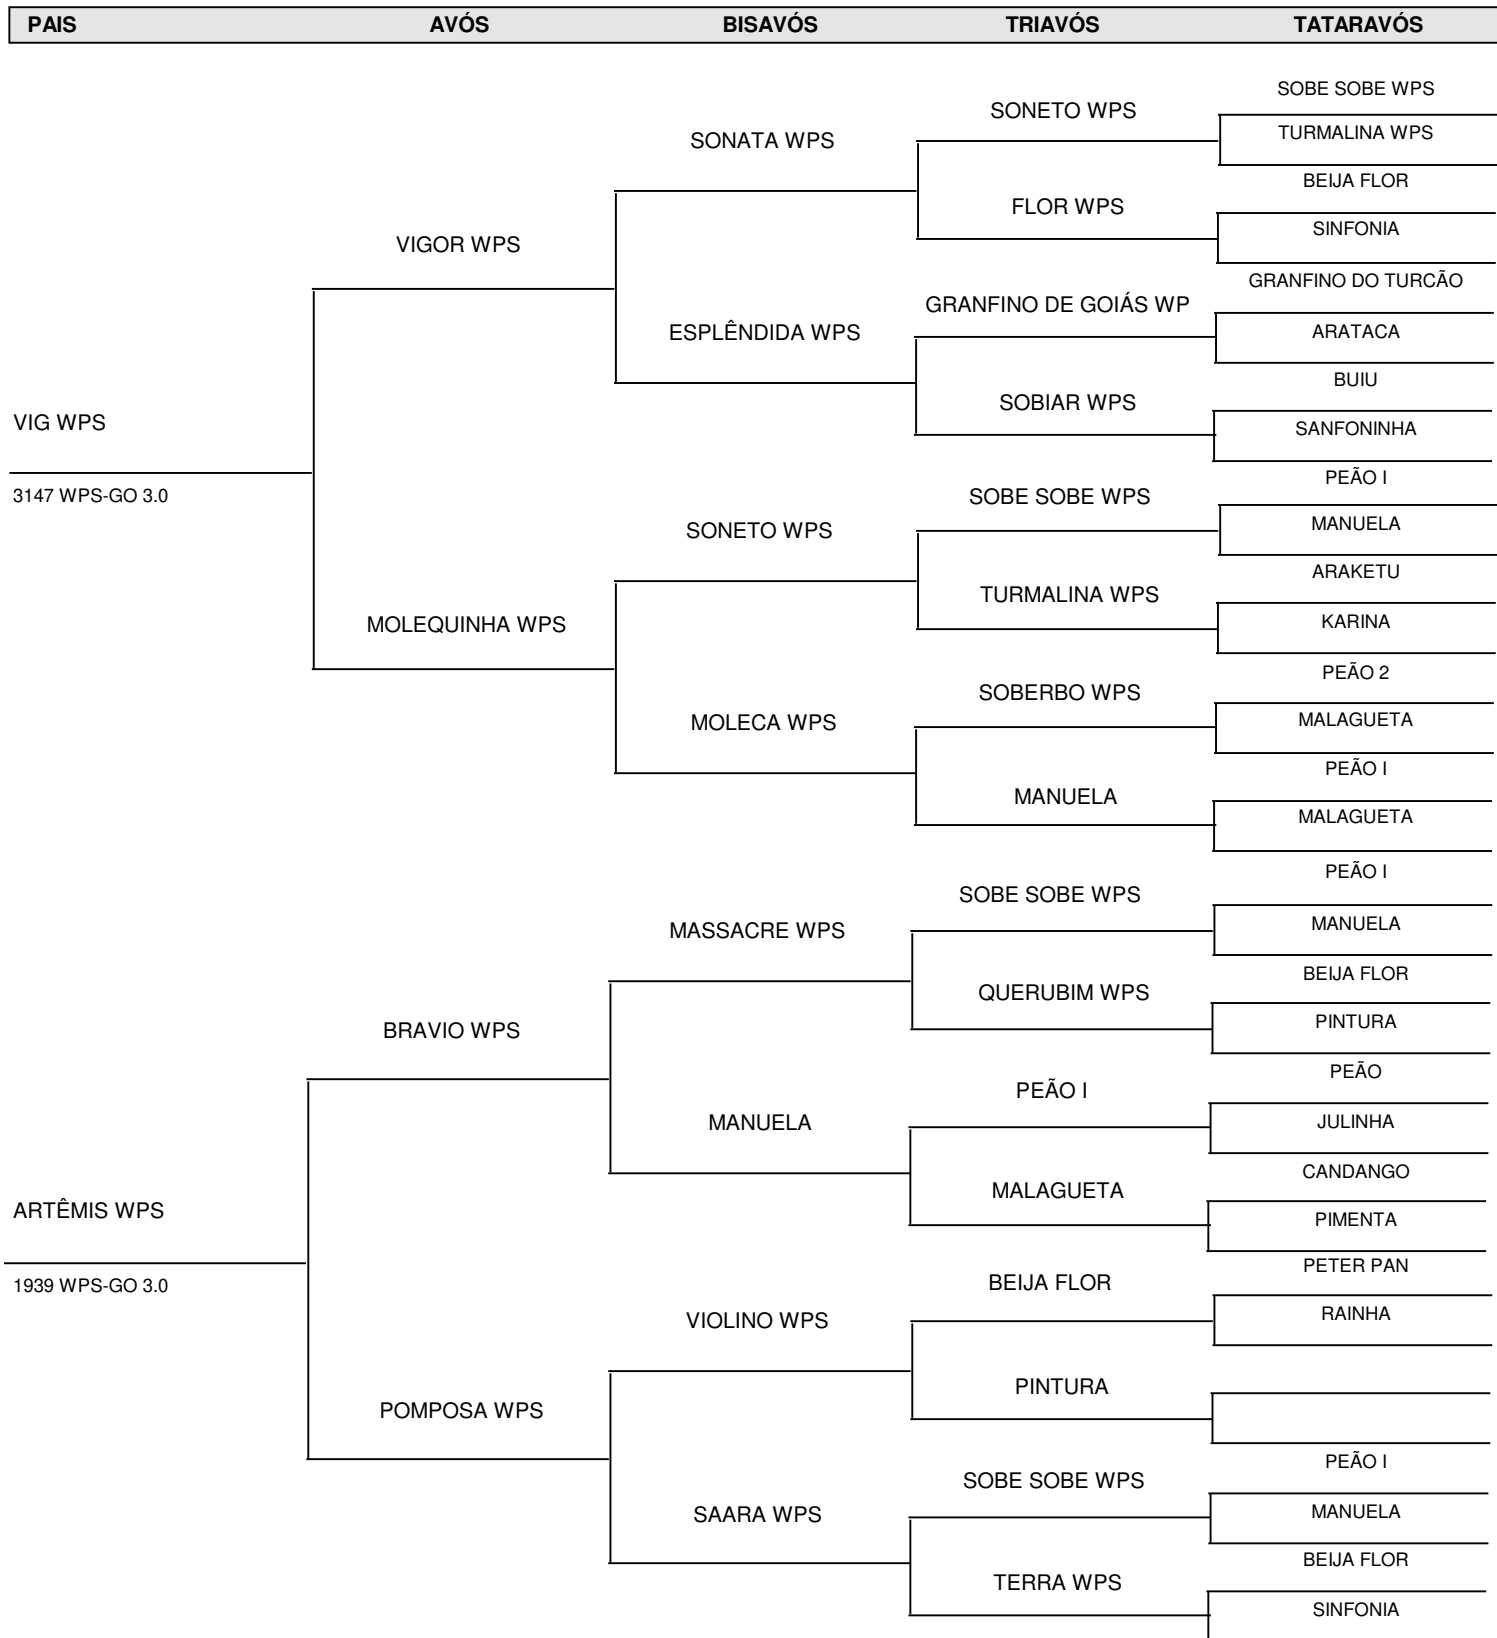 PAIS AVÓS BISAVÓS TRIAVÓS TATARAVÓS
SOBE SOBE WPS
SONETO WPS
TURMALINA WPS
SONATA WPS
BEIJA FLOR
FLOR WPS
SINFONIA
VIGOR WPS
GRANFINO DO TURCÃO
GRANFINO DE GOIÁS WP
ARATACA
ESPLÊNDIDA WPS
BUIU
SOBIAR WPS
VIG WPS
SANFONINHA
PEÃO I
3147 WPS-GO 3.0
SOBE SOBE WPS
MANUELA
SONETO WPS
ARAKETU
TURMALINA WPS
KARINA
MOLEQUINHA WPS
PEÃO 2
SOBERBO WPS
MALAGUETA
MOLECA WPS
PEÃO I
MANUELA
MALAGUETA
PEÃO I
SOBE SOBE WPS
MANUELA
MASSACRE WPS
BEIJA FLOR
QUERUBIM WPS
PINTURA
BRAVIO WPS
PEÃO
PEÃO I
JULINHA
MANUELA
CANDANGO
MALAGUETA
ARTÊMIS WPS
PIMENTA
PETER PAN
1939 WPS-GO 3.0
BEIJA FLOR
RAINHA
VIOLINO WPS
PINTURA
POMPOSA WPS
PEÃO I
SOBE SOBE WPS
MANUELA
SAARA WPS
BEIJA FLOR
TERRA WPS
SINFONIA